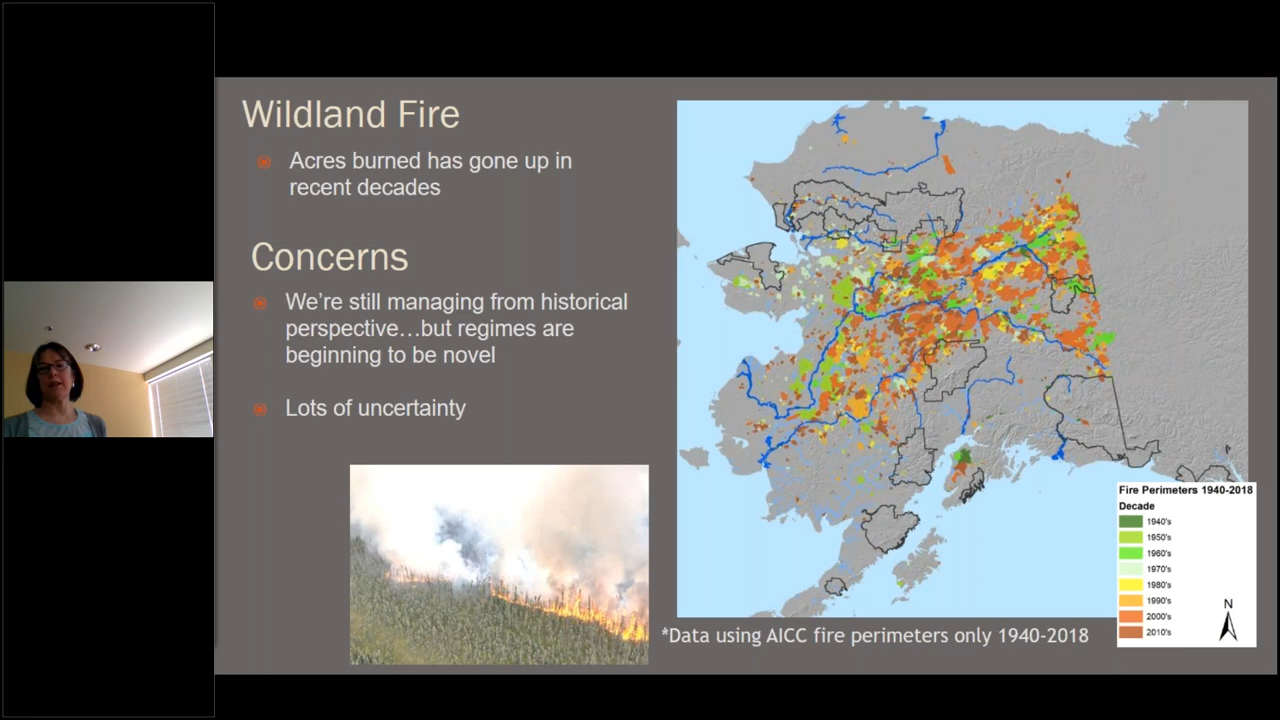 Wildland Fire
Acres burned has gone up in
recent decades
Concerns
We're still managing from historical
perspective...but regimes are
beginning to be novel
Lots of uncertainty
Fire Perimeters 1940-2018
Decade
1940's
1950's
1960's
1970's
1980's
1990's
2000's
2010's
N
*Data using AICC fire perimeters only 1940-2018